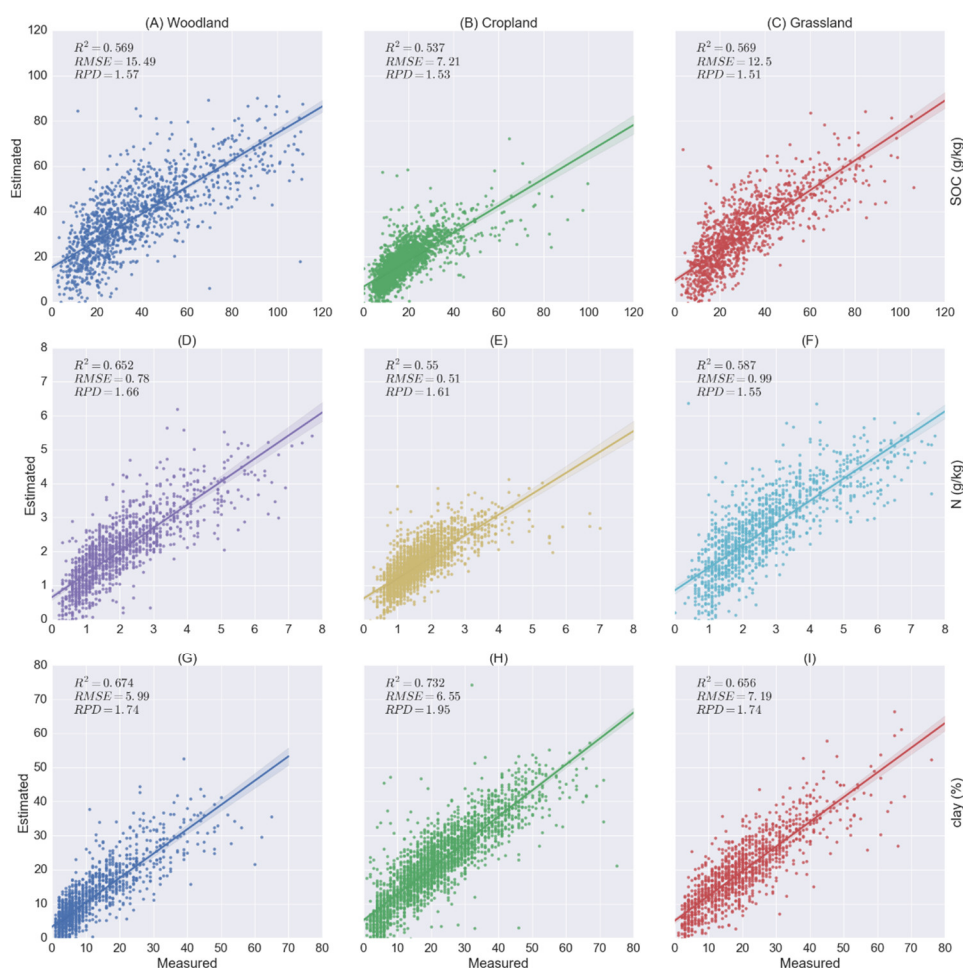 (A) Woodland
(B) Cropland
(C) Grassland
120
100
80
60
40
20
0
Estimated
R² = 0.569
RMSE = 15.49
RPD = 1.57
20 40 60 80 100 120
R² = 0.537
RMSE = 7.21
RPD = 1.53
0 20 40 60 80 100 120
R² = 0.569
RMSE = 12.5
RPD = 1.51
0 20 40 60 80 100 120
SOC (g/kg)
(D)
(E)
(F)
8
7
6
5
4
3
2
1
0
Estimated
R² = 0.652
RMSE = 0.78
RPD = 1.66
0 1 2 3 4 5 6 7 8
R² = 0.55
RMSE = 0.51
RPD = 1.61
0 1 2 3 4 5 6 7 8
R² = 0.587
RMSE = 0.99
RPD = 1.55
0 1 2 3 4 5 6 7 8
N (g/kg)
(G)
(H)
(I)
80
70
60
50
40
30
20
10
0
Estimated
R² = 0.674
RMSE = 5.99
RPD = 1.74
0 10 20 30 40 50 60 70 80
Measured
R² = 0.732
RMSE = 6.55
RPD = 1.95
0 10 20 30 40 50 60 70 80
Measured
R² = 0.656
RMSE = 7.19
RPD = 1.74
0 10 20 30 40 50 60 70 80
Measured
clay (%)